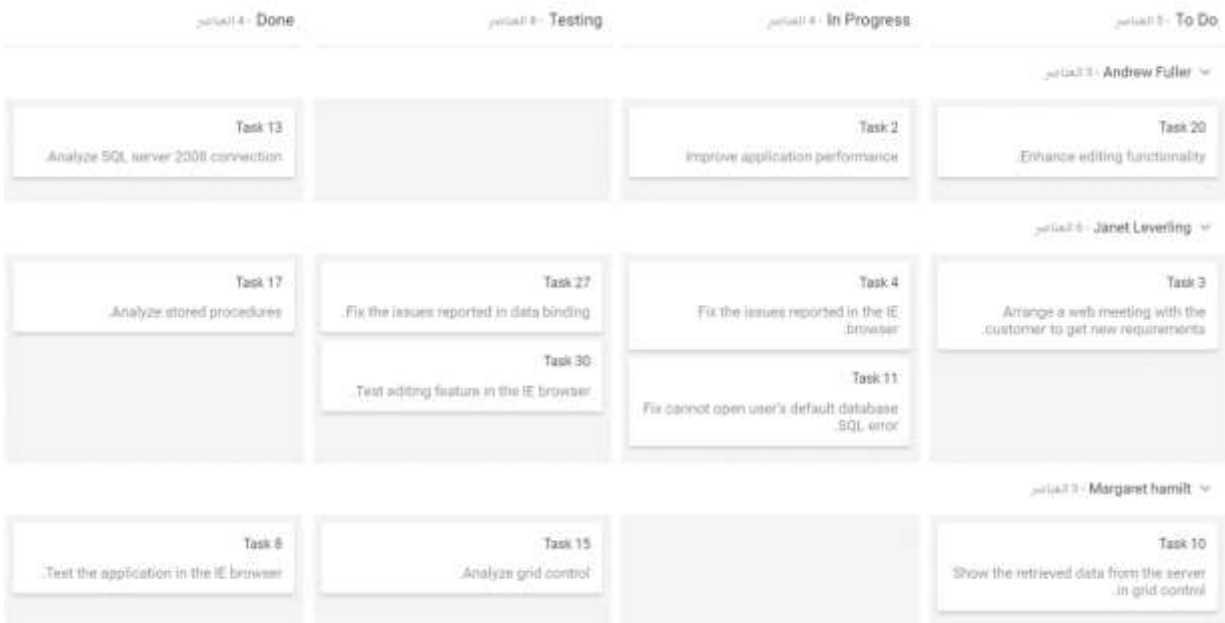 To Do - 5 العناصر
In Progress - 4 العناصر
Testing - العناصر
Done - 4 العناصر
Andrew Fuller - 3 العناصر
Task 20
Enhance editing functionality.
Task 2
Improve application performance
Task 13
Analyze SQL server 2008 connection.
Janet Leverling - 6 العناصر
Task 3
Arrange a web meeting with the
customer to get new requirements.
Task 4
Fix the issues reported in the IE
browser.
Task 11
Fix cannot open user's default database
SQL error.
Task 27
Fix the issues reported in data binding.
Task 30
Test editing feature in the IE browser.
Task 17
Analyze stored procedures.
Margaret hamilt - 3 العناصر
Task 10
Show the retrieved data from the server
in grid control.
Task 15
Analyze grid control.
Task 8
Test the application in the IE browser.